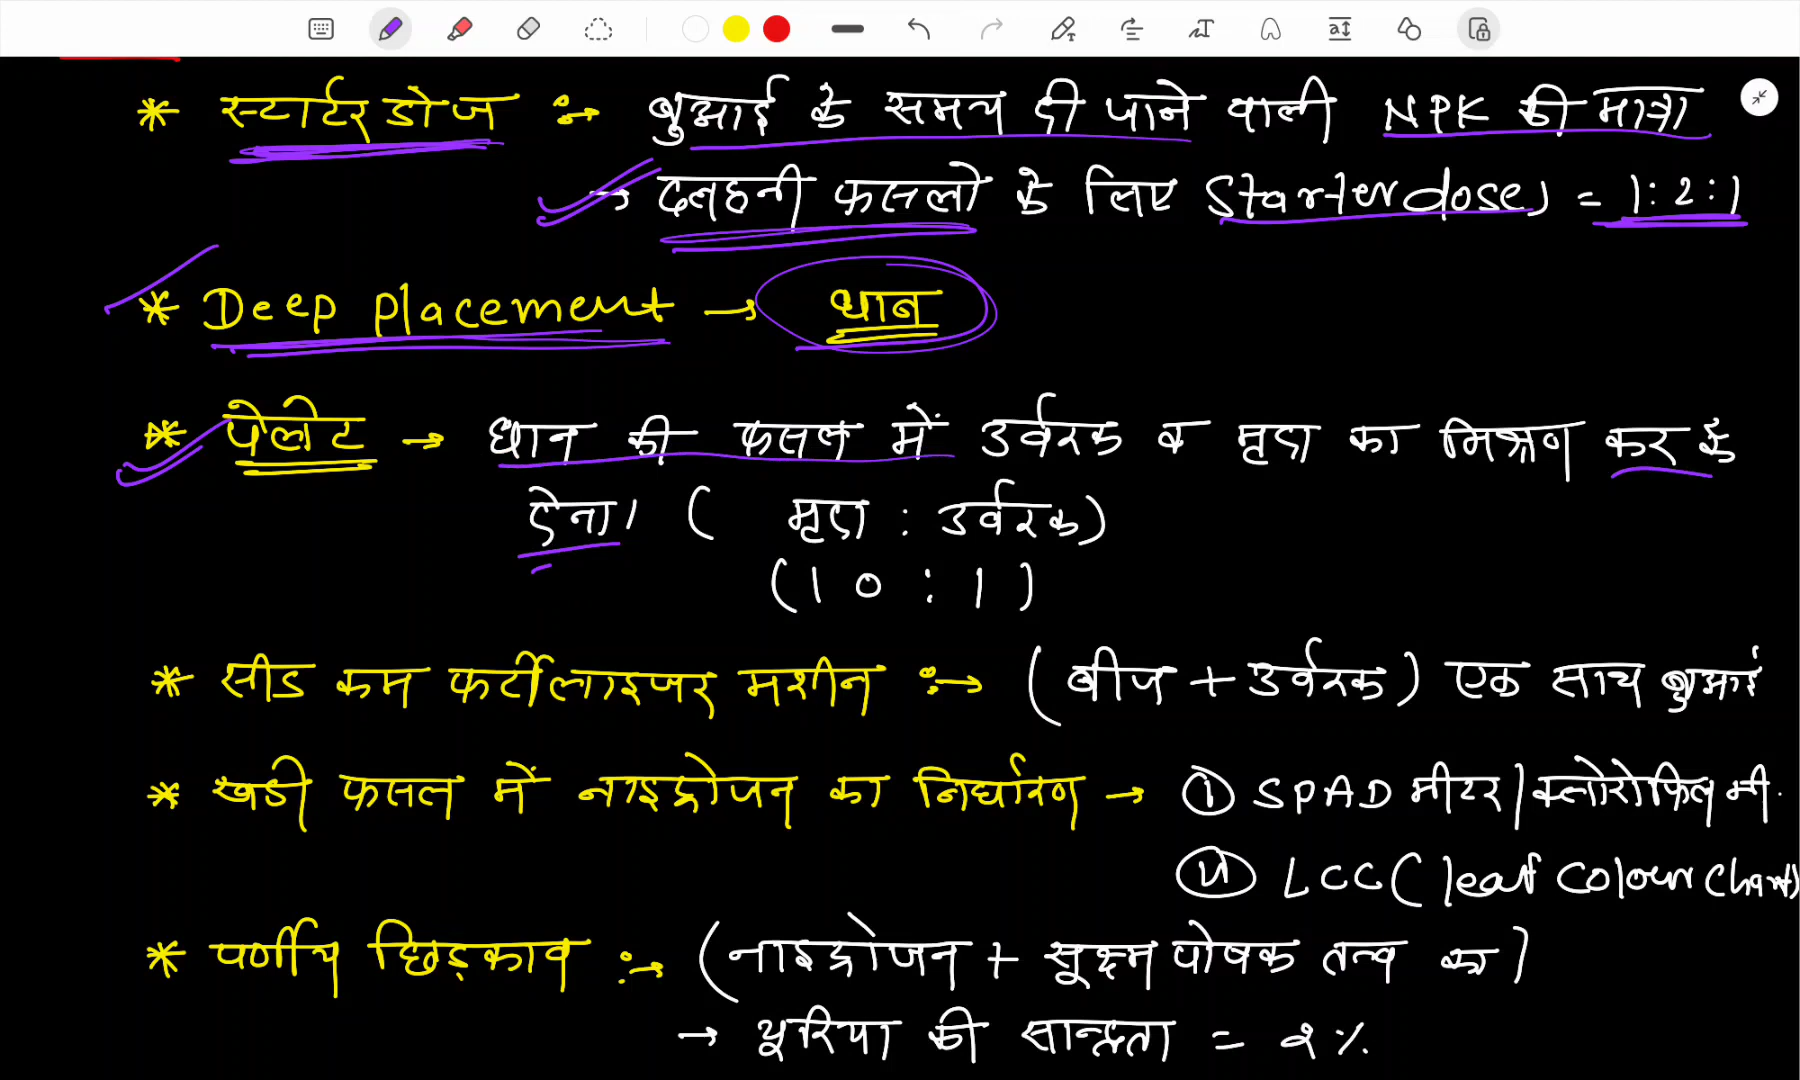 * स्टार्टर डोज :→ बुआई के समय दी पाने वाली NPK की मात्रा
→ दलहनी फसलो के लिए Starter dose = 1:2:1
* Deep placement → धान
* पेलेट → धान की फसल में उर्वरक व मृदा का मिश्रण कर के
देना। ( मृदा : उर्वरक)
(10 : 1)
* सीड कम फर्टीलाइजर मशीन :→ (बीज + उर्वरक) एक साथ बुआई
* खडी फसल में नाइट्रोजन का निर्धारण → (i) SPAD मीटर/क्लोरोफिल मी.
(ii) LCC (leaf Colour Chart)
* पर्णीय छिड़काव :→ (नाइट्रोजन + सूक्ष्म पोषक तत्व का)
→ यूरिया की सान्द्रता = 2%